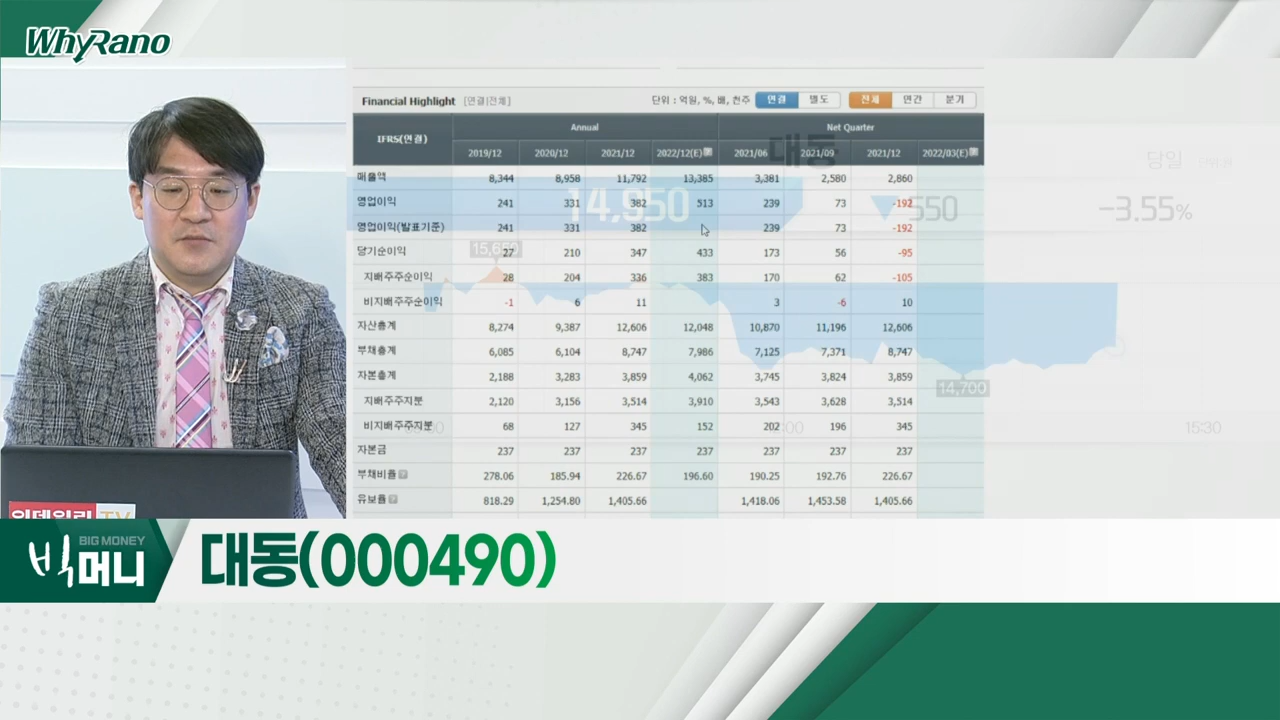 WhyRano
Financial Highlight [연결|전체] 단위 : 억원, %, 배, 천주 연결 별도 전체 연간 분기
IFRS(연결) Annual Net Quarter
2019/12 2020/12 2021/12 2022/12(E) 2021/06 2021/09 2021/12 2022/03(E)
대동
당일
매출액 8,344 8,958 11,792 13,385 3,381 2,580 2,860
영업이익 241 331 382 513 239 73 -192
14,950 550 -3.55%
영업이익(발표기준) 241 331 382 239 73 -192
15,650
당기순이익 27 210 347 433 173 56 -95
지배주주순이익 28 204 336 383 170 62 -105
비지배주주순이익 -1 6 11 3 -6 10
자산총계 8,274 9,387 12,606 12,048 10,870 11,196 12,606
부채총계 6,085 6,104 8,747 7,986 7,125 7,371 8,747
자본총계 2,188 3,283 3,859 4,062 3,745 3,824 3,859
14,700
지배주주지분 2,120 3,156 3,514 3,910 3,543 3,628 3,514
비지배주주지분 68 127 345 152 202 196 345
15:30
자본금 237 237 237 237 237 237 237
부채비율 278.06 185.94 226.67 196.60 190.25 192.76 226.67
유보율 818.29 1,254.80 1,405.66 1,418.06 1,453.58 1,405.66
이데일리TV
BIG MONEY
빅머니
대동(000490)